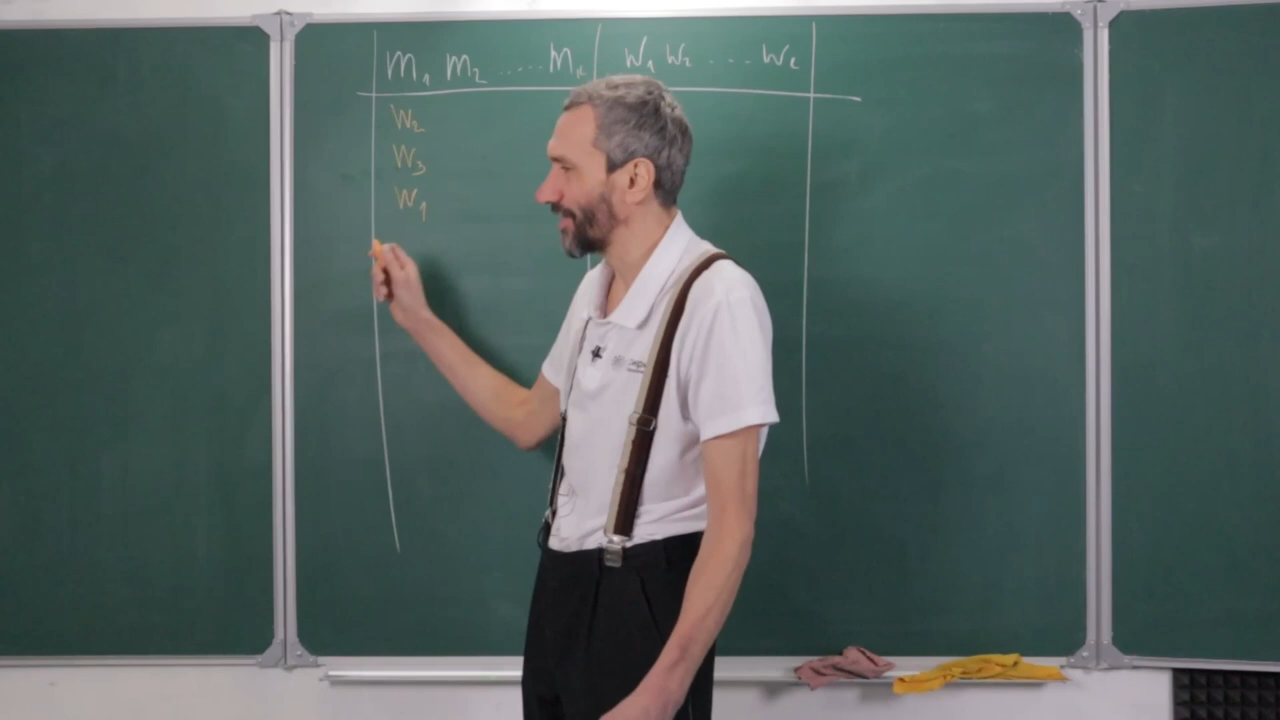 m₁ m₂ ..... mₖ w₁ w₂ ... wₗ
w₂
w₃
w₁